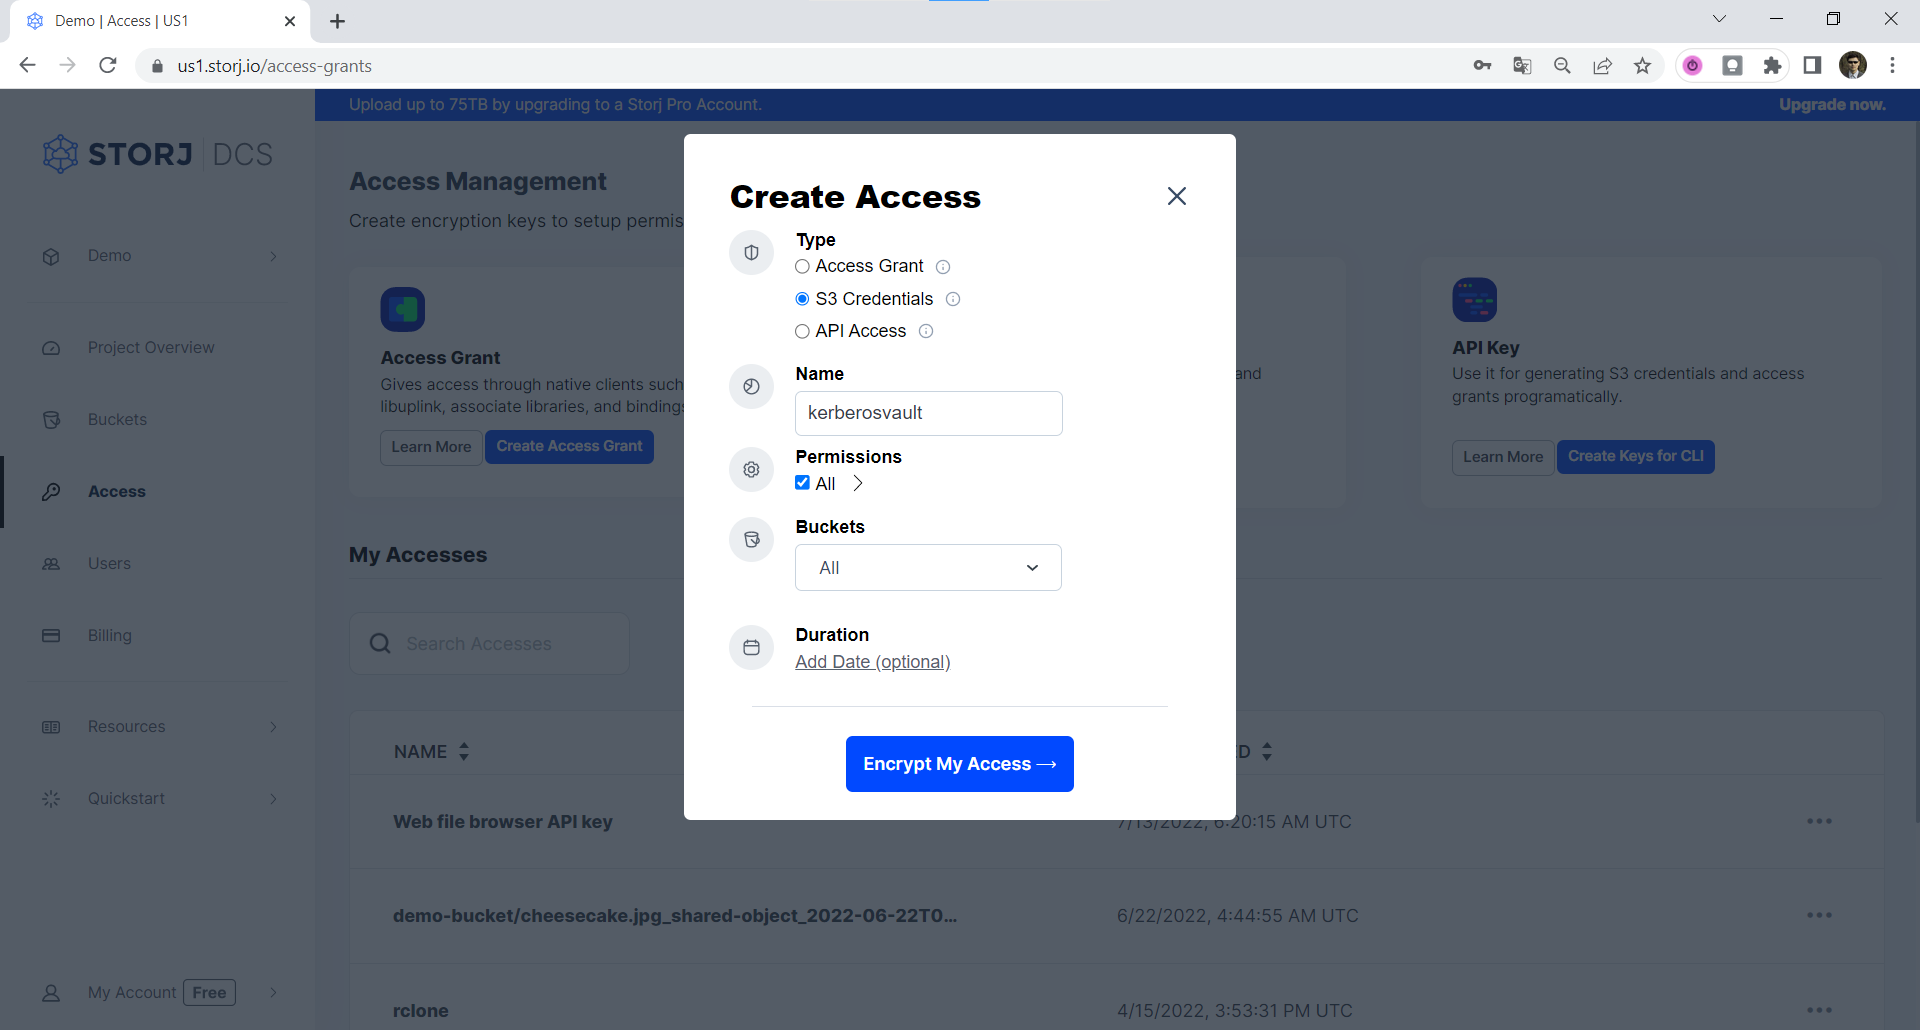 Demo | Access | US1
us1.storj.io/access-grants
Upload up to 75TB by upgrading to a Storj Pro Account.
Upgrade now.
STORJ DCS
Demo
Project Overview
Buckets
Access
Users
Billing
Resources
Quickstart
My Account Free
Access Management
Create encryption keys to setup permis
Access Grant
Gives access through native clients such
libuplink, associate libraries, and bindings
Learn More
Create Access Grant
and
API Key
Use it for generating S3 credentials and access
grants programatically.
Learn More
Create Keys for CLI
My Accesses
Search Accesses
NAME
ED
Web file browser API key
7/13/2022, 6:20:15 AM UTC
demo-bucket/cheesecake.jpg_shared-object_2022-06-22T0...
6/22/2022, 4:44:55 AM UTC
rclone
4/15/2022, 3:53:31 PM UTC
Create Access
Type
Access Grant
S3 Credentials
API Access
Name
kerberosvault
Permissions
All
Buckets
All
Duration
Add Date (optional)
Encrypt My Access →